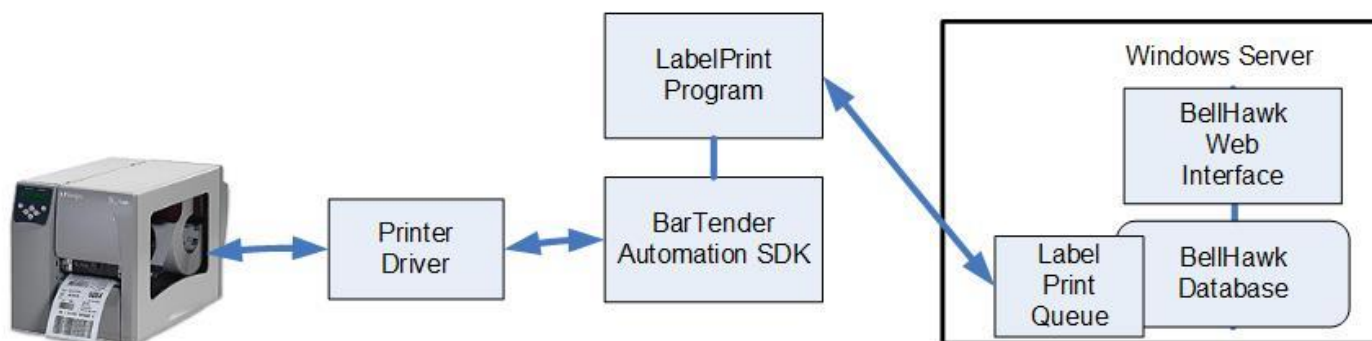 LabelPrint
Program
Windows Server
BellHawk
Web
Interface
Printer
Driver
BarTender
Automation SDK
Label
Print
Queue
BellHawk
Database